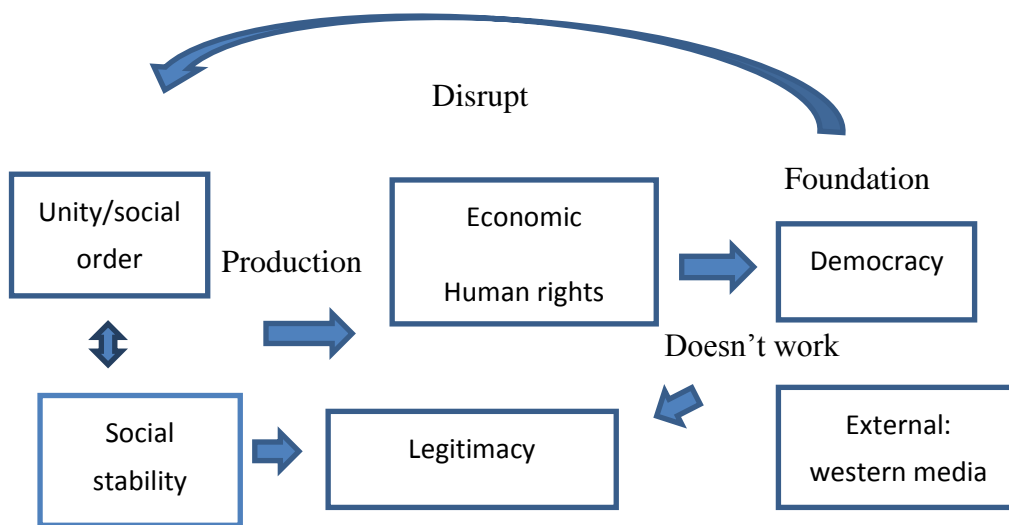 Disrupt
Foundation
Unity/social
order
Production
Economic
Human rights
Democracy
Doesn’t work
Social
stability
Legitimacy
External:
western media